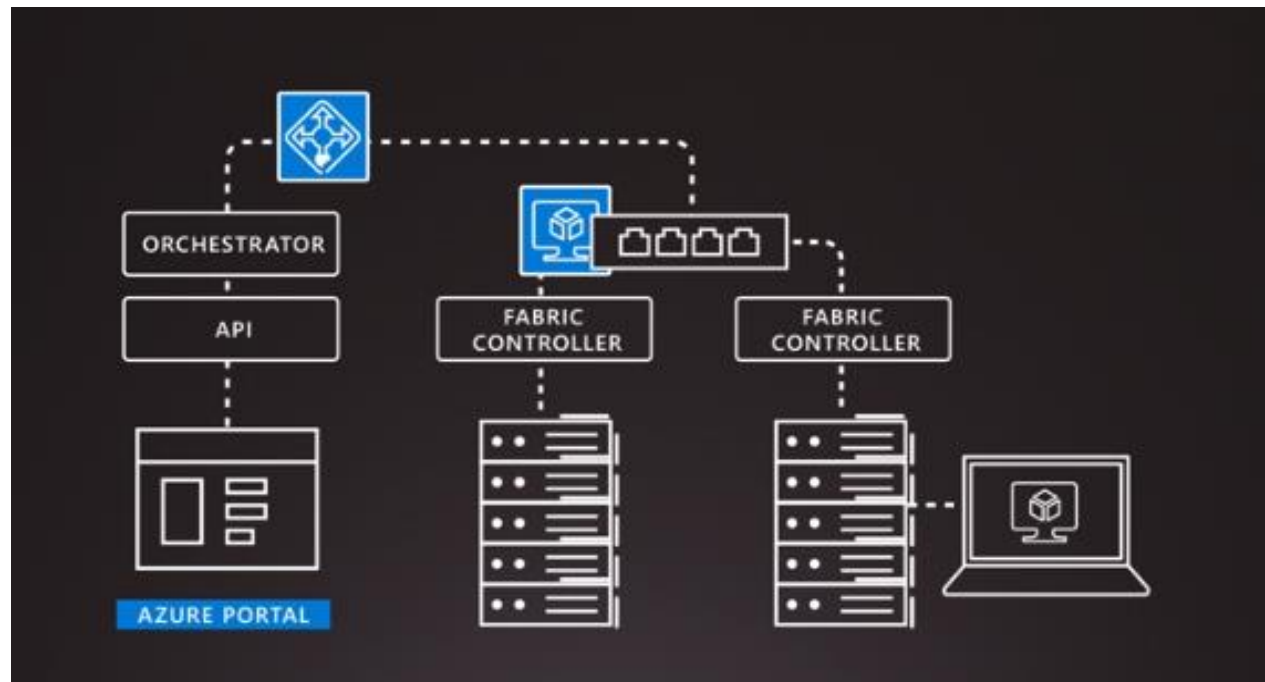 ORCHESTRATOR
API
AZURE PORTAL
FABRIC
CONTROLLER
FABRIC
CONTROLLER